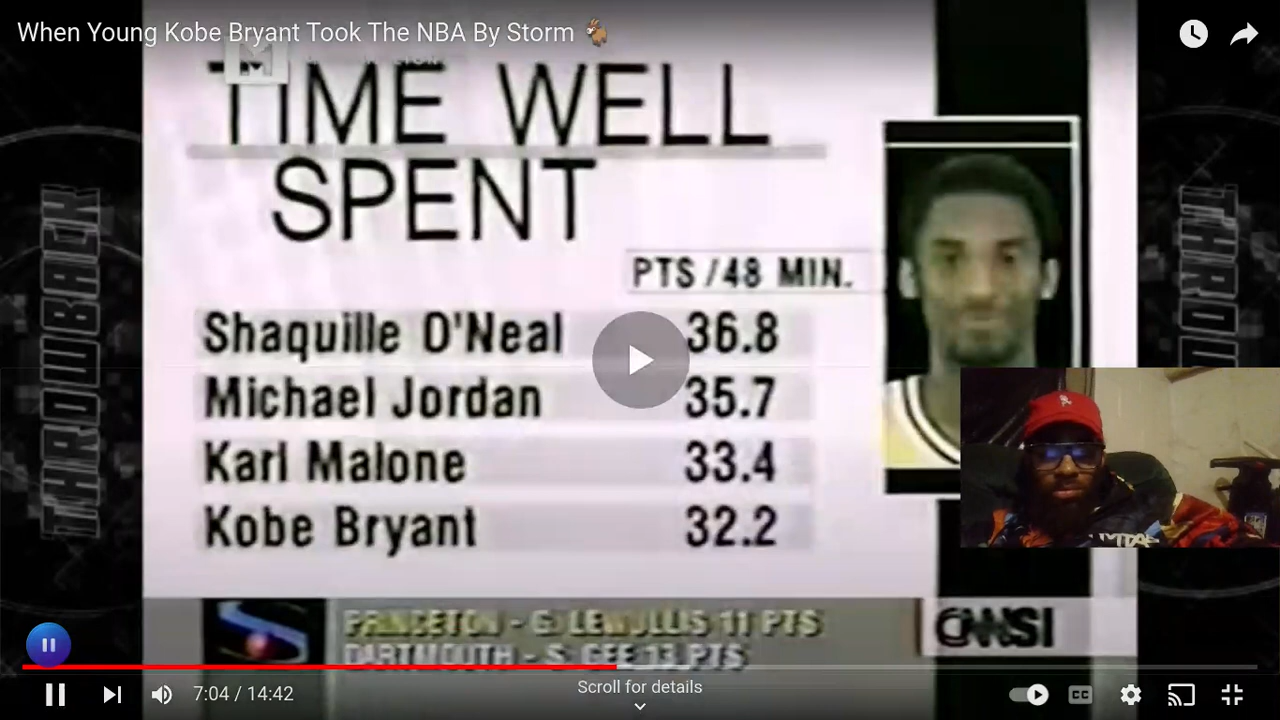 When Young Kobe Bryant Took The NBA By Storm 🐐
TIME WELL
SPENT
PTS /48 MIN.
Shaquille O'Neal 36.8
Michael Jordan 35.7
Karl Malone 33.4
Kobe Bryant 32.2
THROWBACK
PRINCETON - G. LEWULLIS 11 PTS
DARTMOUTH - S. GEE 13 PTS
CNNSI
7:04 / 14:42
Scroll for details
CC